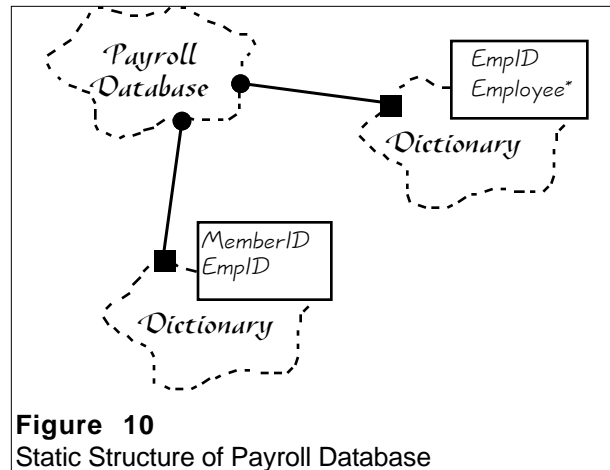 Payroll
Database
EmpID
Employee*
Dictionary
MemberID
EmpID
Dictionary
Figure 10
Static Structure of Payroll Database